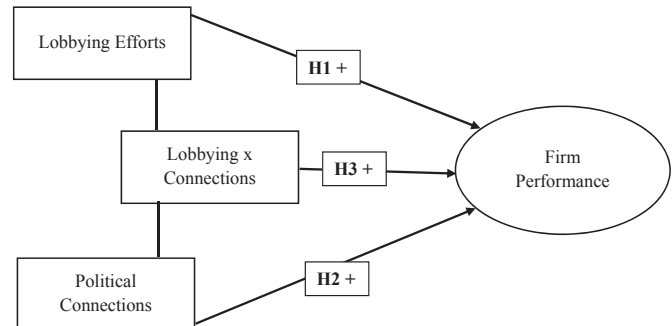 Lobbying Efforts
H1 +
Lobbying x
Connections
H3 +
Firm
Performance
Political
Connections
H2 +